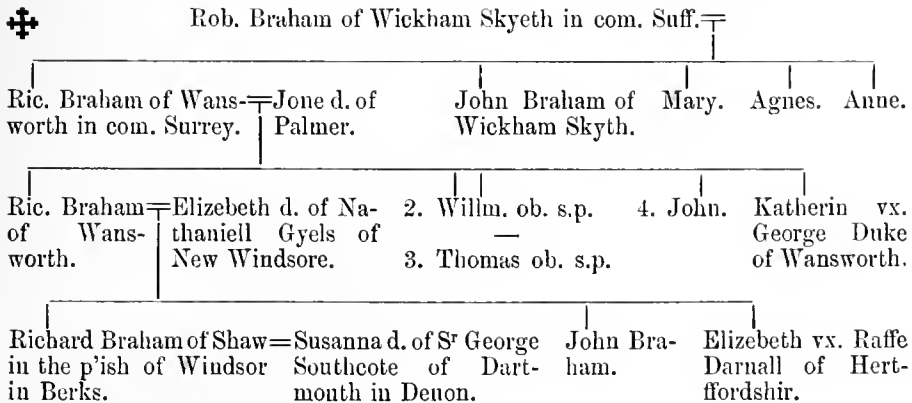 Rob. Braham of Wickham Skyeth in com. Suff.
Ric. Braham of Wans-
worth in com. Surrey.
Jone d. of
Palmer.
John Braham of
Wickham Skyth.
Mary.
Agnes.
Anne.
Ric. Braham
of Wans-
worth.
Elizebeth d. of Na-
thaniell Gyels of
New Windsore.
2. Willm. ob. s.p.
—
3. Thomas ob. s.p.
4. John.
Katherin vx.
George Duke
of Wansworth.
Richard Braham of Shaw
in the p'ish of Windsor
in Berks.
Susanna d. of Sʳ George
Southcote of Dart-
mouth in Deuon.
John Bra-
ham.
Elizebeth vx. Raffe
Darnall of Hert-
ffordshir.